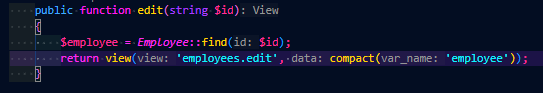 public function edit(string $id): View
{
$employee = Employee::find(id: $id);
return view(view: 'employees.edit', data: compact(var_name: 'employee'));
}